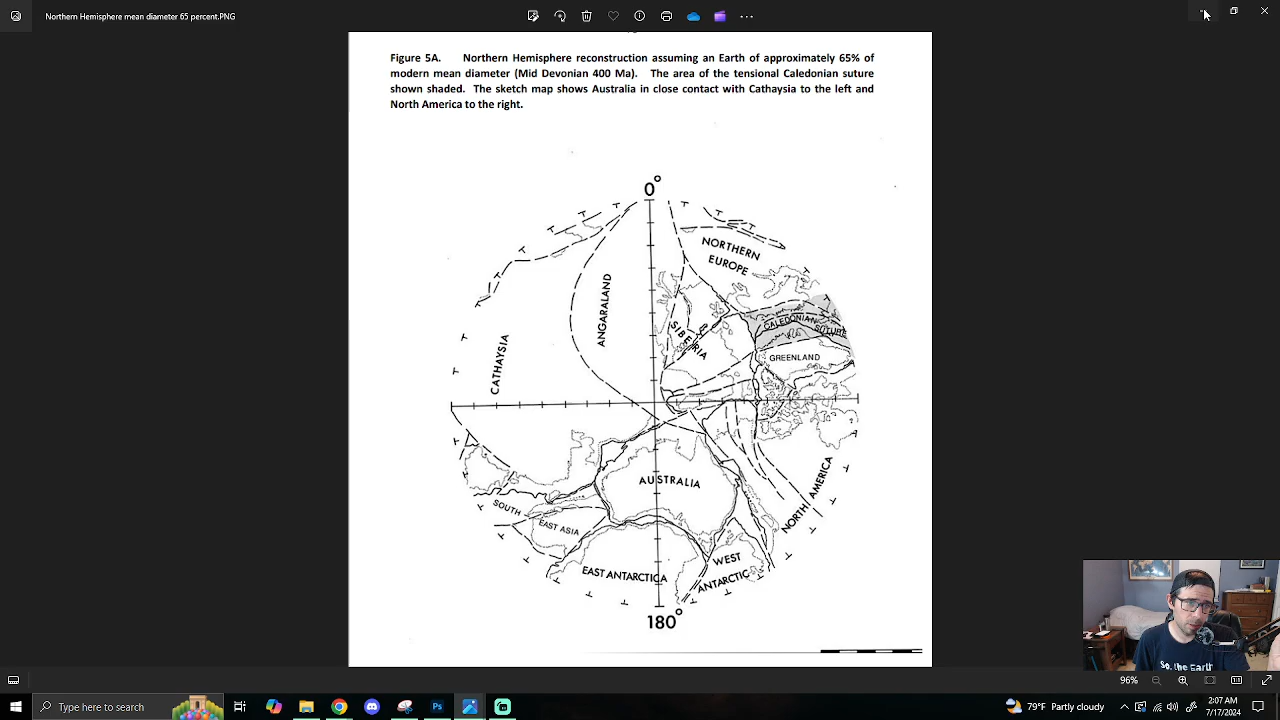 Northern Hemisphere mean diameter 65 percent.PNG
Figure 5A. Northern Hemisphere reconstruction assuming an Earth of approximately 65% of
modern mean diameter (Mid Devonian 400 Ma). The area of the tensional Caledonian suture
shown shaded. The sketch map shows Australia in close contact with Cathaysia to the left and
North America to the right.
0°
NORTHERN
EUROPE
ANGARALAND
SIBERIA
CALEDONIAN
SUTURE
GREENLAND
CATHAYSIA
AUSTRALIA
NORTH AMERICA
SOUTH
EAST ASIA
WEST
ANTARCTIC
EAST ANTARCTICA
180°
96%
Type here to search
Ps
79°F Partly cloudy
2:07 AM
7/17/2024